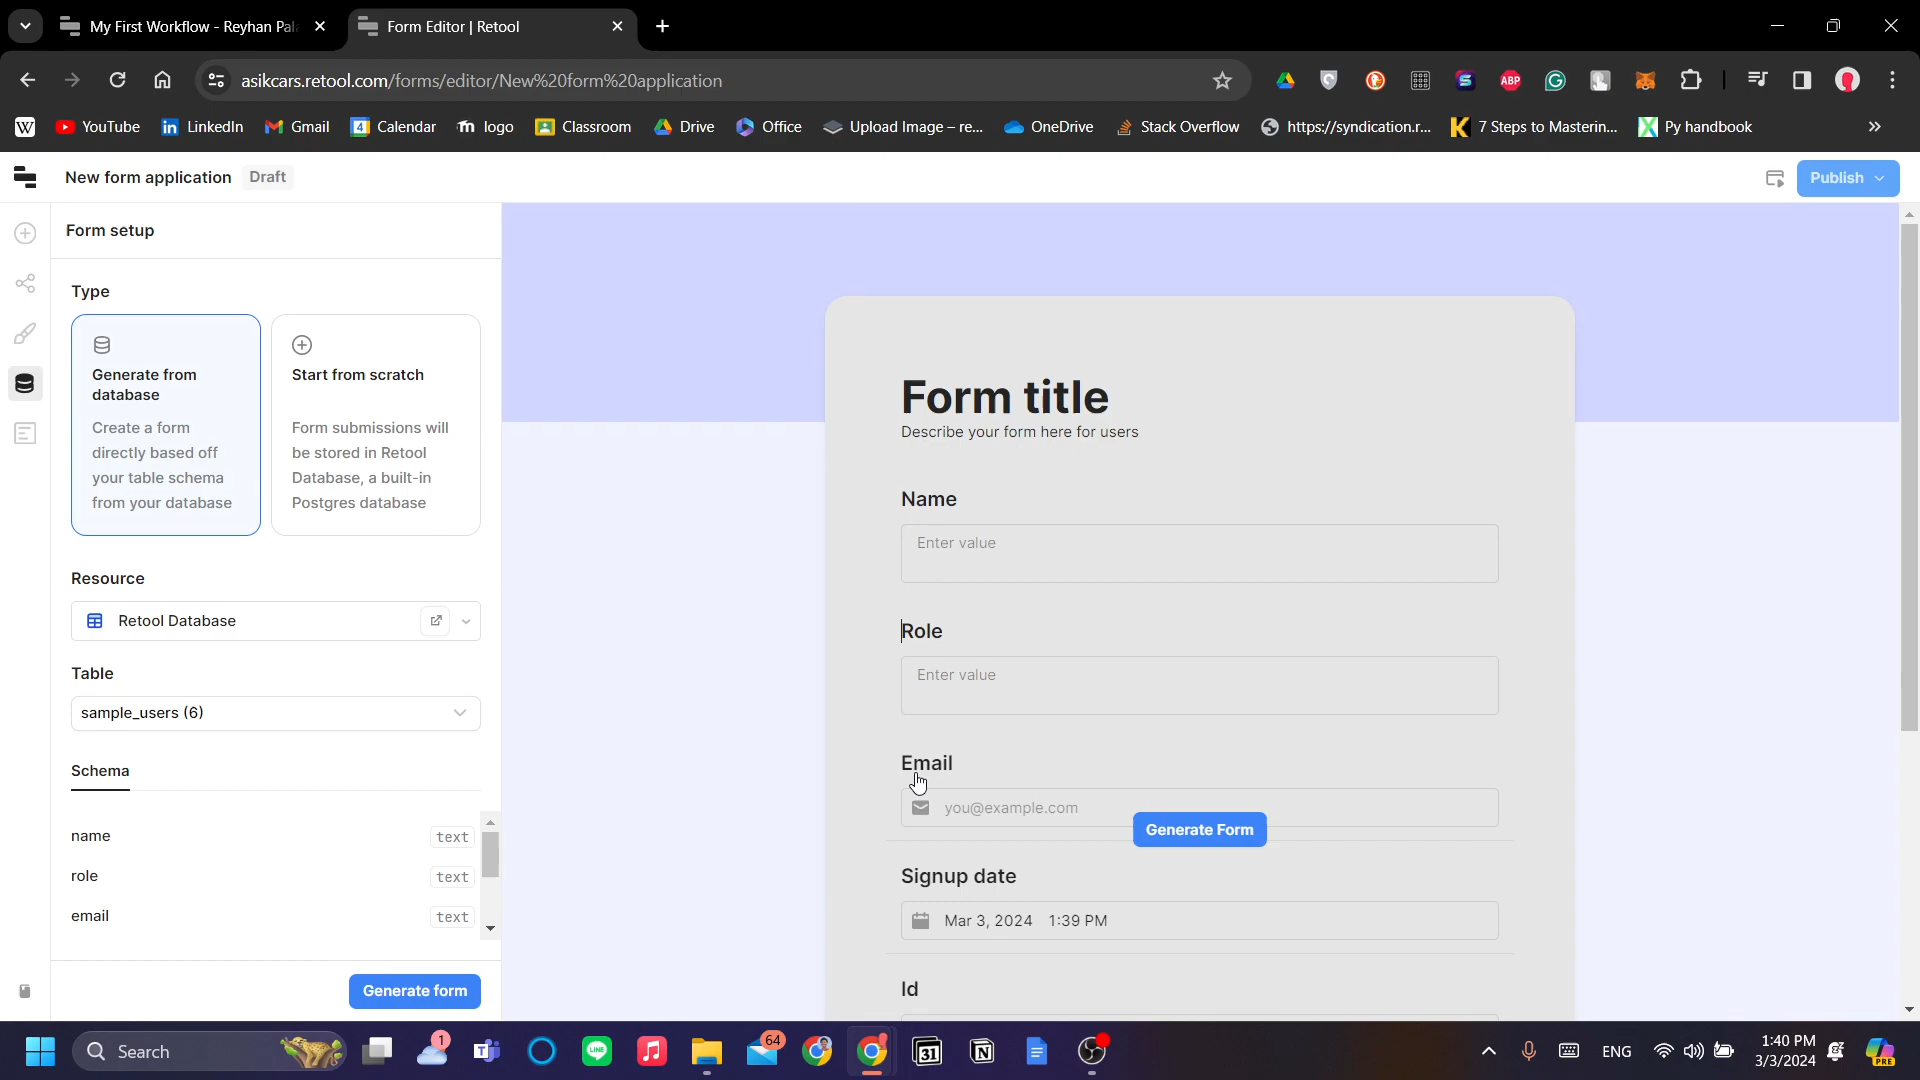 My First Workflow - Reyhan Pal
Form Editor | Retool
asikcars.retool.com/forms/editor/New%20form%20application
ABP
YouTube
LinkedIn
Gmail
4 Calendar
logo
Classroom
Drive
Office
Upload Image – re...
OneDrive
Stack Overflow
https://syndication.r...
7 Steps to Masterin...
Py handbook
New form application
Draft
Publish
Form setup
Type
Generate from
database
Create a form
directly based off
your table schema
from your database
Start from scratch
Form submissions will
be stored in Retool
Database, a built-in
Postgres database
Resource
Retool Database
Table
sample_users (6)
Schema
name text
role text
email text
Generate form
Form title
Describe your form here for users
Name
Enter value
Role
Enter value
Email
you@example.com
Generate Form
Signup date
Mar 3, 2024 1:39 PM
Id
Search
1
64
31
ENG
1:40 PM
3/3/2024
PRE